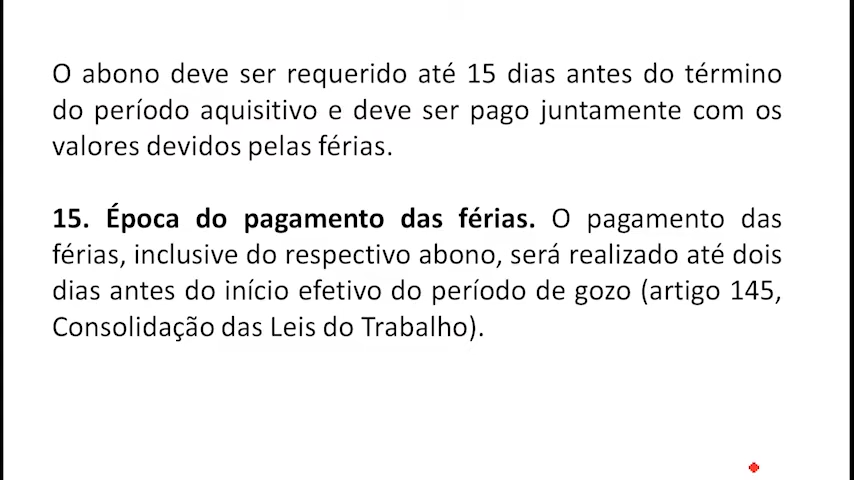 O abono deve ser requerido até 15 dias antes do término
do período aquisitivo e deve ser pago juntamente com os
valores devidos pelas férias.
15. Época do pagamento das férias. O pagamento das
férias, inclusive do respectivo abono, será realizado até dois
dias antes do início efetivo do período de gozo (artigo 145,
Consolidação das Leis do Trabalho).